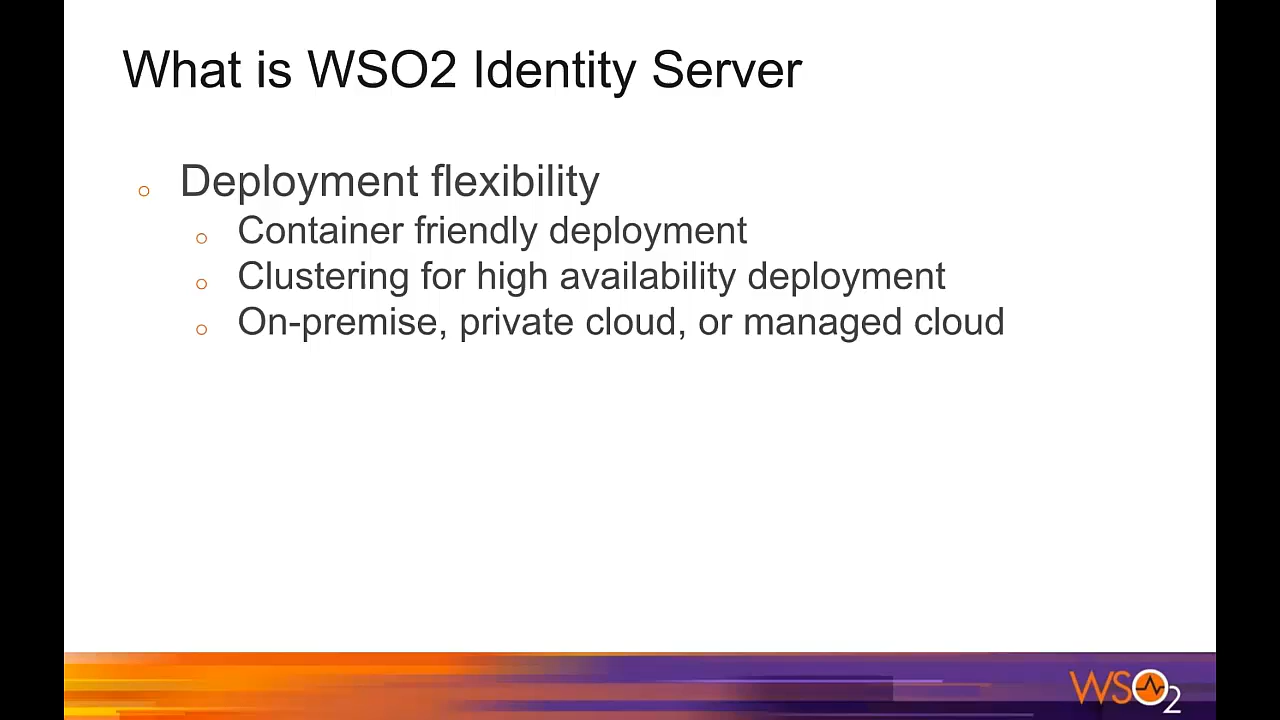 What is WSO2 Identity Server
Deployment flexibility
Container friendly deployment
Clustering for high availability deployment
On-premise, private cloud, or managed cloud
WSO2